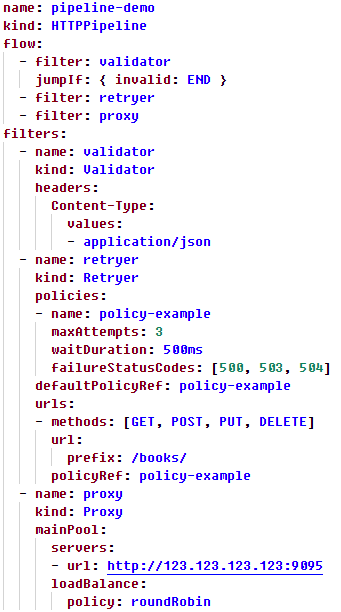 name: pipeline-demo
kind: HTTPPipeline
flow:
  - filter: validator
    jumpIf: { invalid: END }
  - filter: retryer
  - filter: proxy
filters:
  - name: validator
    kind: Validator
    headers:
      Content-Type:
        values:
        - application/json
  - name: retryer
    kind: Retryer
    policies:
    - name: policy-example
      maxAttempts: 3
      waitDuration: 500ms
      failureStatusCodes: [500, 503, 504]
    defaultPolicyRef: policy-example
    urls:
    - methods: [GET, POST, PUT, DELETE]
      url:
        prefix: /books/
      policyRef: policy-example
  - name: proxy
    kind: Proxy
    mainPool:
      servers:
      - url: http://123.123.123.123:9095
      loadBalance:
        policy: roundRobin